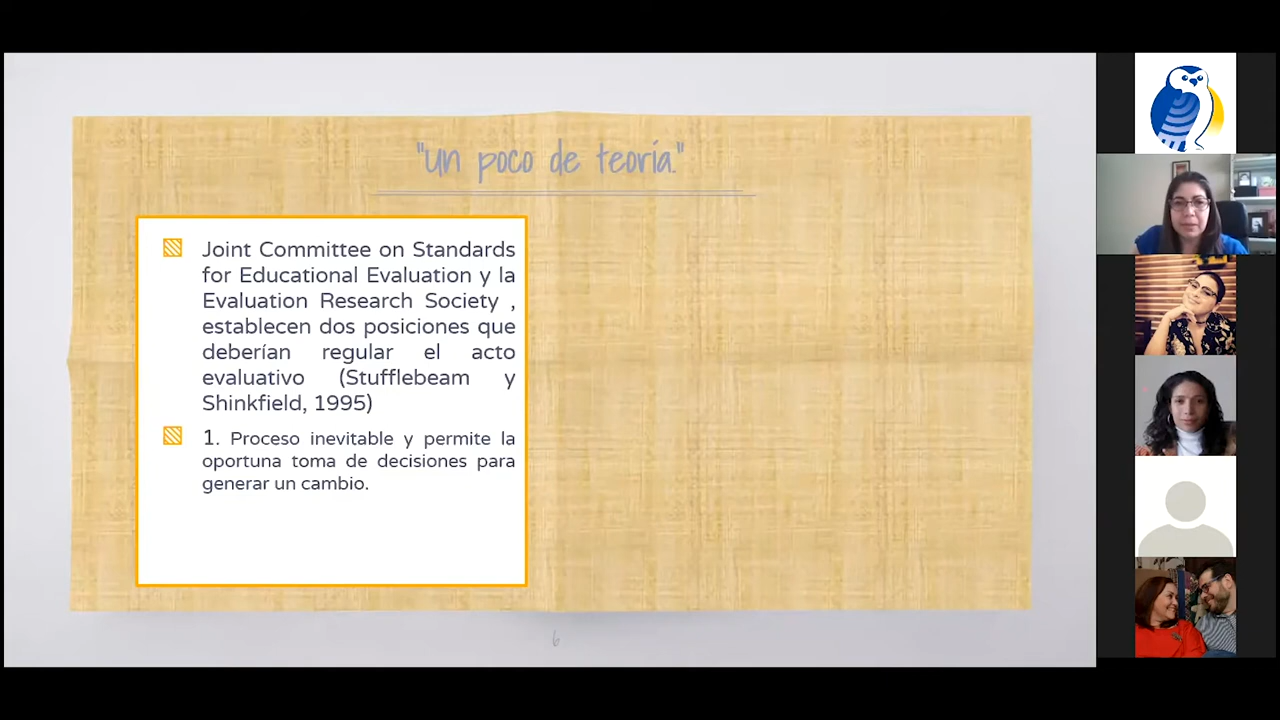 "un poco de teoría."
Joint Committee on Standards
for Educational Evaluation y la
Evaluation Research Society ,
establecen dos posiciones que
deberían regular el acto
evaluativo (Stufflebeam y
Shinkfield, 1995)
1. Proceso inevitable y permite la
oportuna toma de decisiones para
generar un cambio.
6